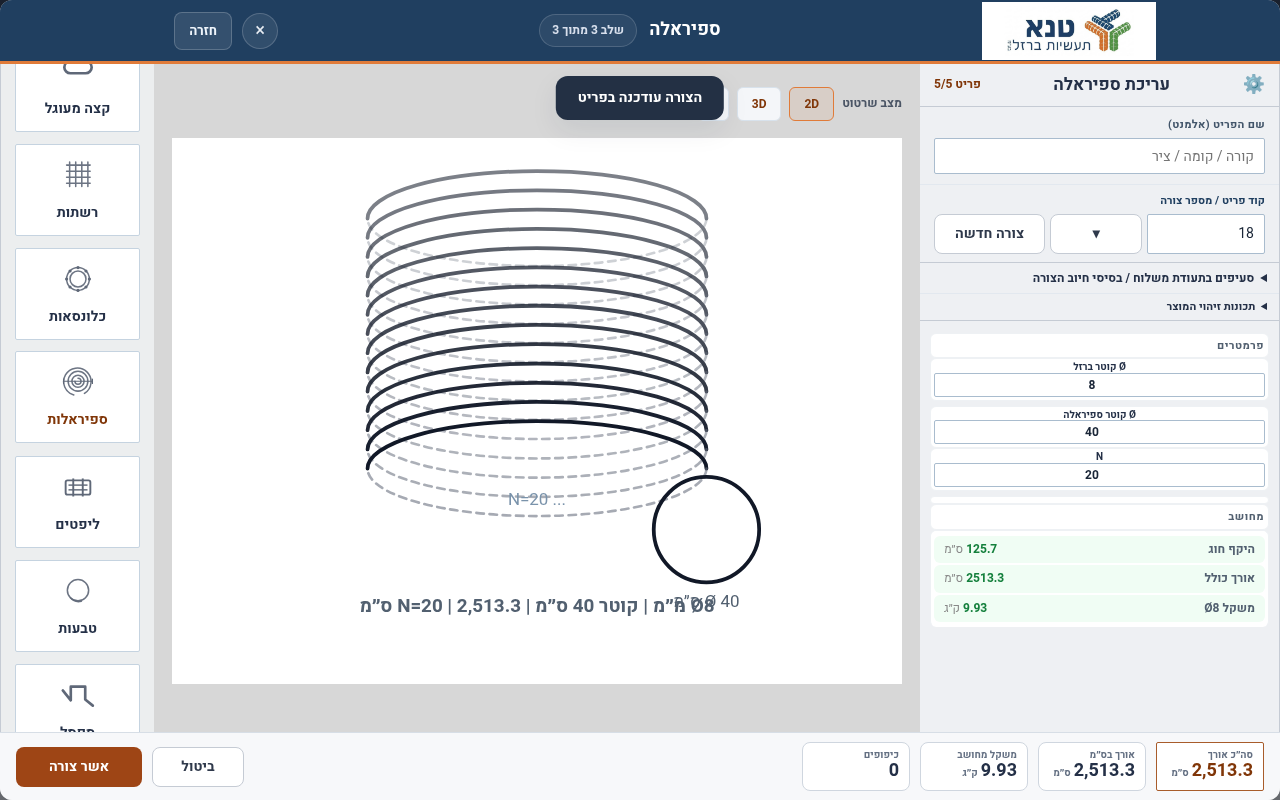 טנא
תעשיות ברזל
ספיראלה
שלב 3 מתוך 3
×
חזרה
עריכת ספיראלה
פריט 5/5
שם הפריט (אלמנט)
קורה / קומה / ציר
קוד פריט / מספר צורה
18
▼
צורה חדשה
◀ סעיפים בתעודת משלוח / בסיסי חיוב הצורה
◀ תכונות זיהוי המוצר
פרמטרים
Ø קוטר ברזל
8
Ø קוטר ספיראלה
40
N
20
מחושב
היקף חוג
125.7 ס״מ
אורך כולל
2513.3 ס״מ
משקל Ø8
9.93 ק״ג
מצב שרטוט
2D
3D
הצורה עודכנה בפריט
N=20 ...
Ø 40 ס״מ
Ø8 מ״מ | קוטר 40 ס״מ | N=20 | 2,513.3 ס״מ
קצה מעוגל
רשתות
כלונסאות
ספיראלות
ליפטים
טבעות
סה״כ אורך
2,513.3 ס״מ
אורך בס״מ
2,513.3 ס״מ
משקל מחושב
9.93 ק״ג
כיפופים
0
ביטול
אשר צורה